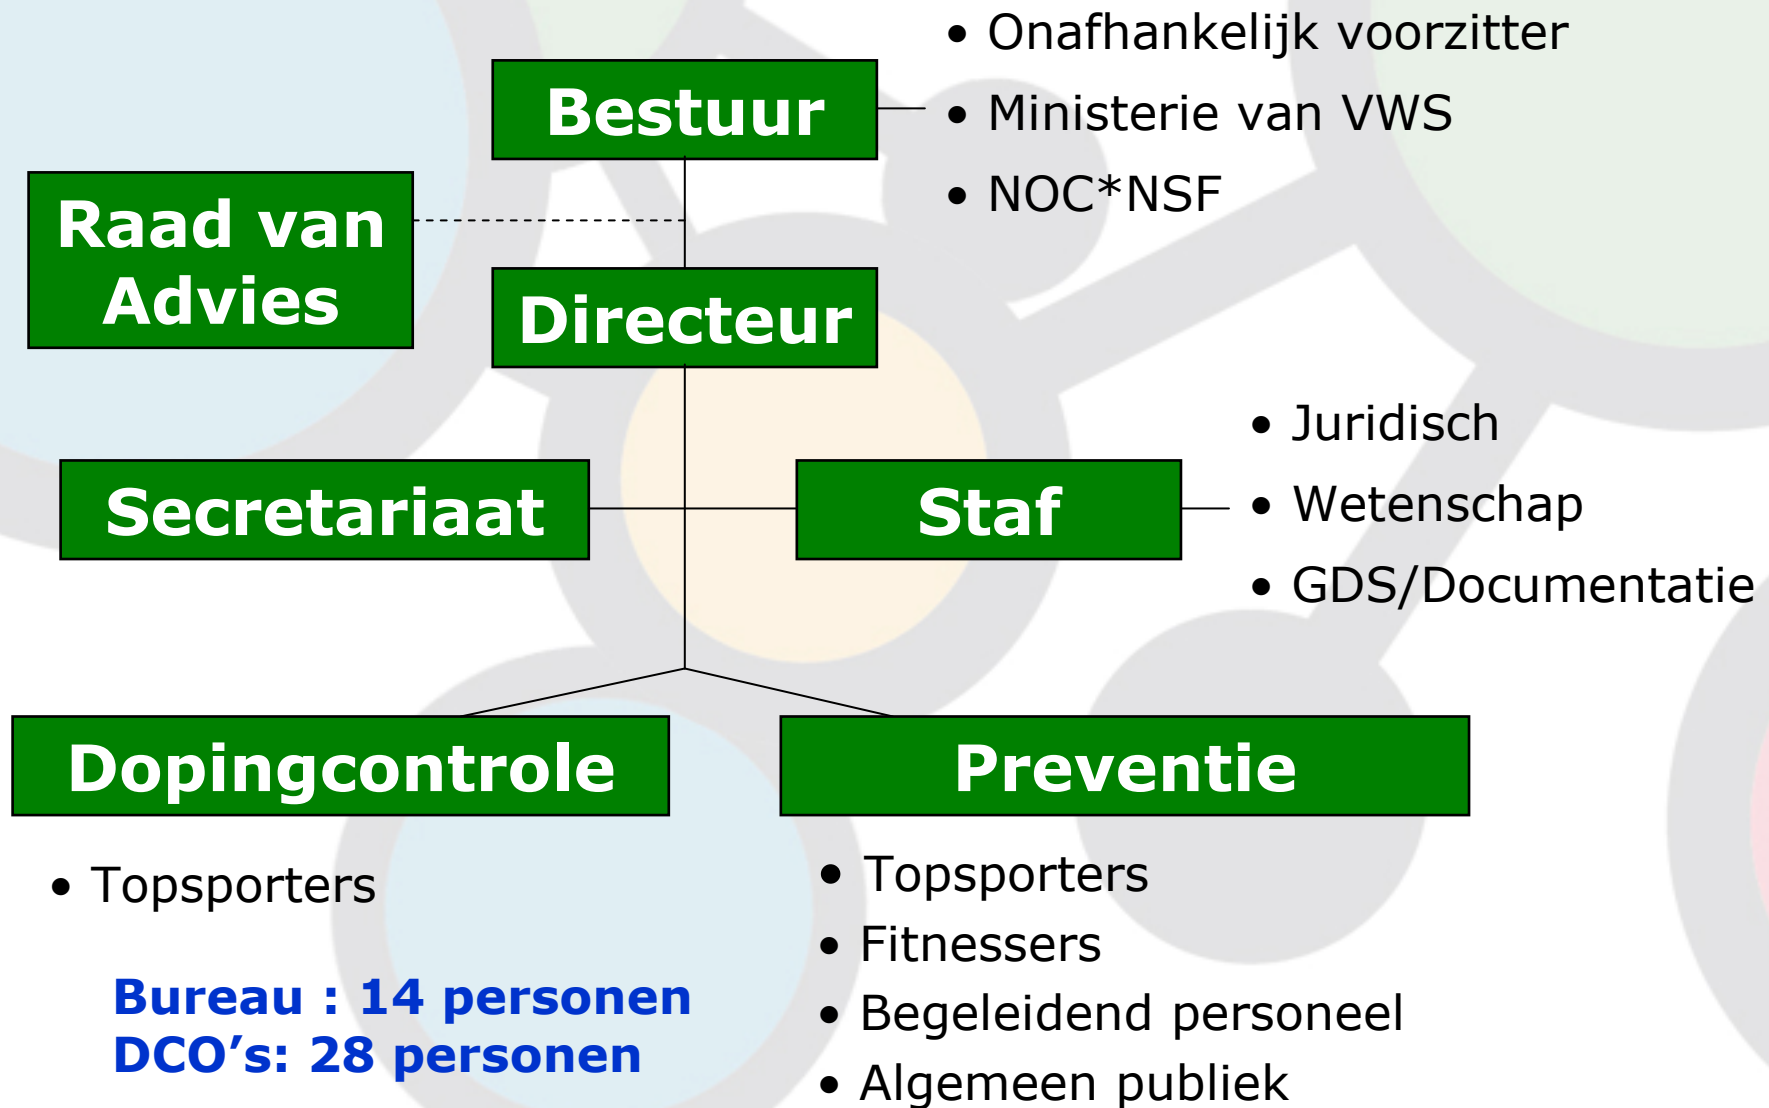 • Onafhankelijk voorzitter
Bestuur
• Ministerie van VWS
• NOC*NSF
Raad van
Advies
Directeur
• Juridisch
Secretariaat
Staf
• Wetenschap
• GDS/Documentatie
Dopingcontrole
Preventie
• Topsporters
Bureau : 14 personen
DCO’s: 28 personen
• Topsporters
• Fitnessers
• Begeleidend personeel
• Algemeen publiek